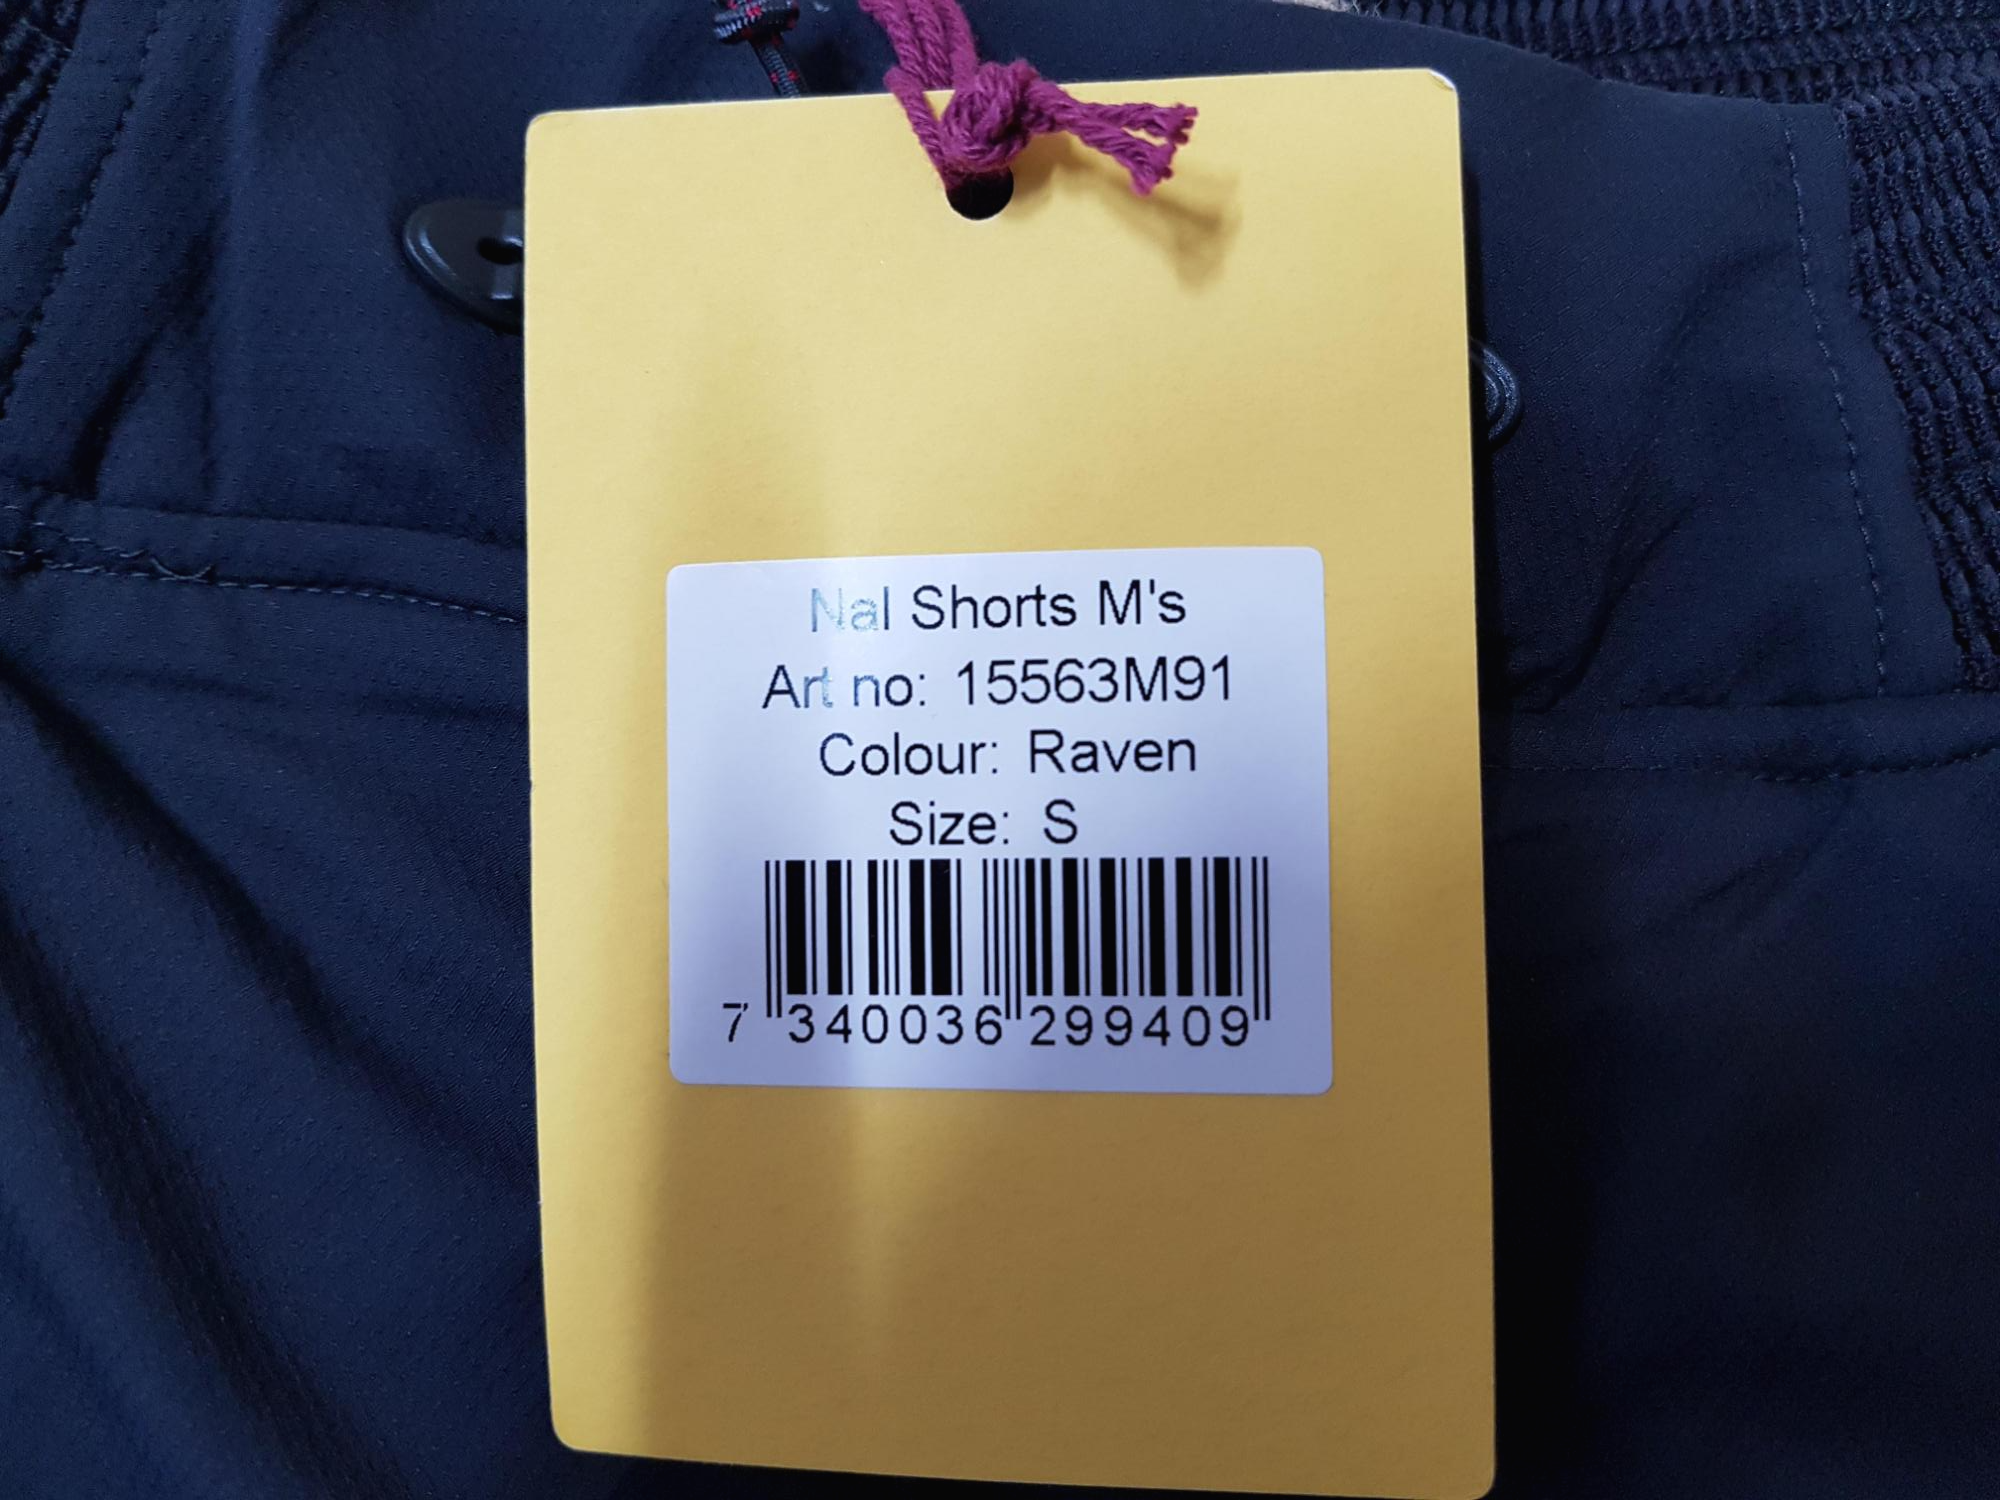 Nal Shorts M's
Art no: 15563M91
Colour: Raven
Size: S
7 340036 299409